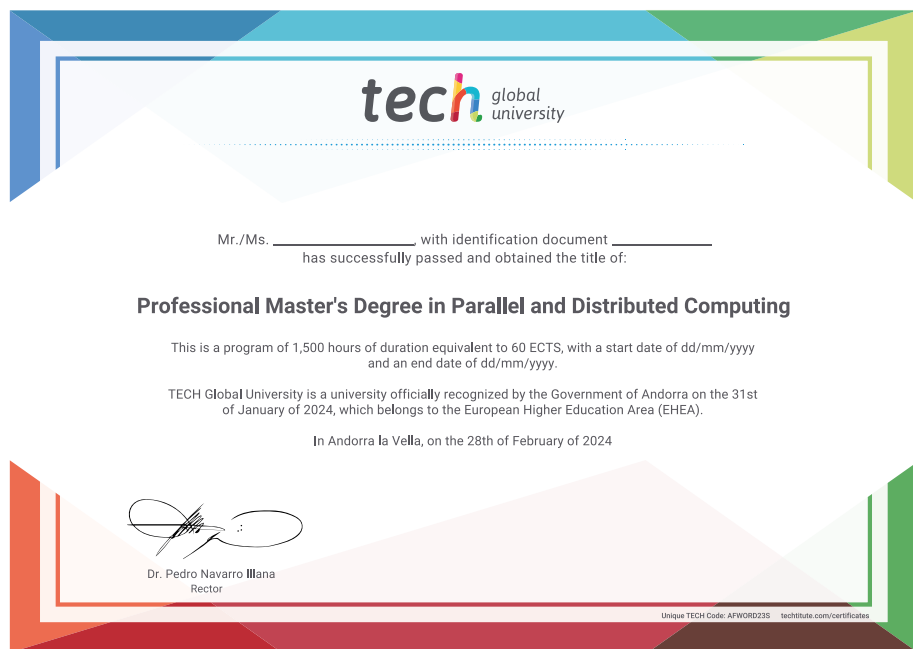 tech global
university
Mr./Ms. _______________, with identification document ___________
has successfully passed and obtained the title of:
Professional Master's Degree in Parallel and Distributed Computing
This is a program of 1,500 hours of duration equivalent to 60 ECTS, with a start date of dd/mm/yyyy
and an end date of dd/mm/yyyy.
TECH Global University is a university officially recognized by the Government of Andorra on the 31st
of January of 2024, which belongs to the European Higher Education Area (EHEA).
In Andorra la Vella, on the 28th of February of 2024
Dr. Pedro Navarro Illana
Rector
Unique TECH Code: AFWORD23S techtitute.com/certificates